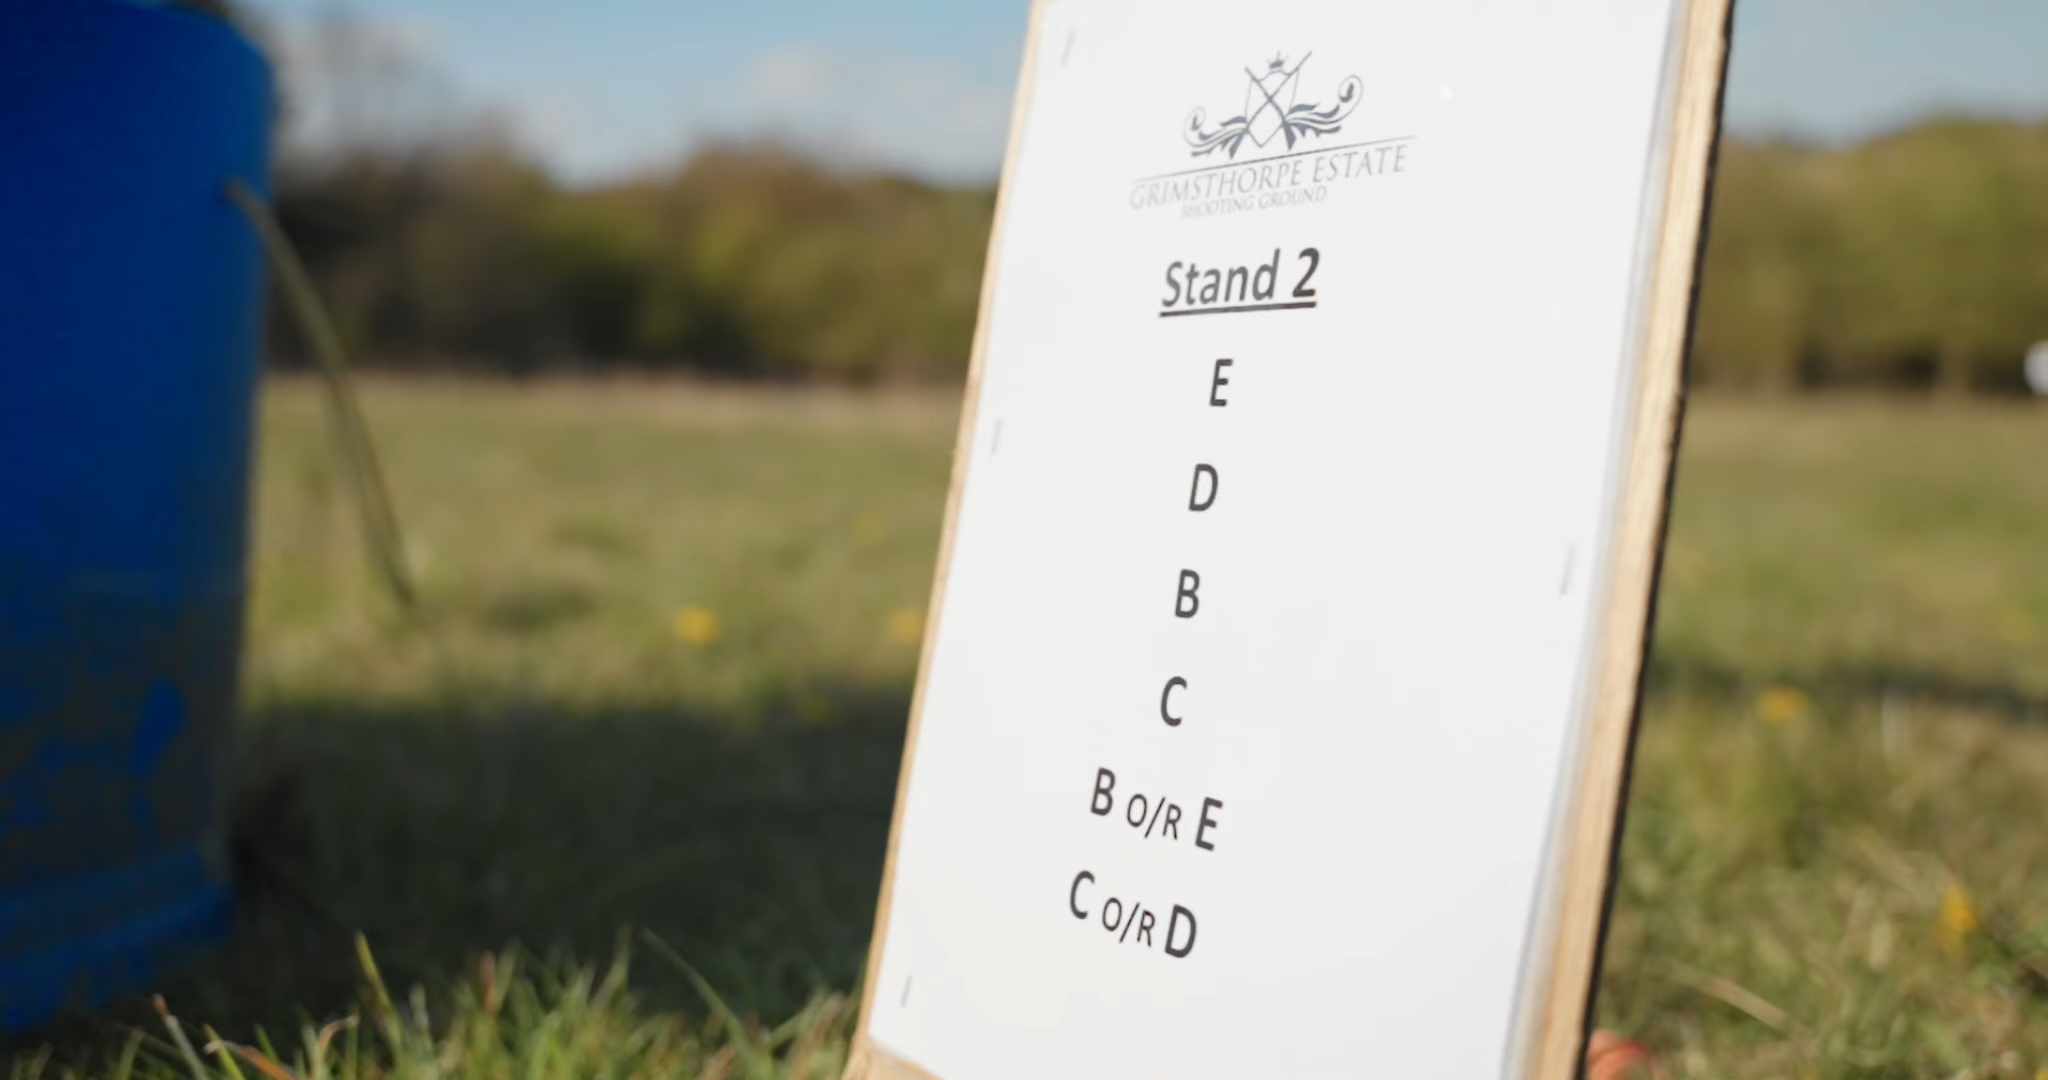 GRIMSTHORPE ESTATE
SHOOTING GROUND
Stand 2
E
D
B
C
B O/R E
C O/R D